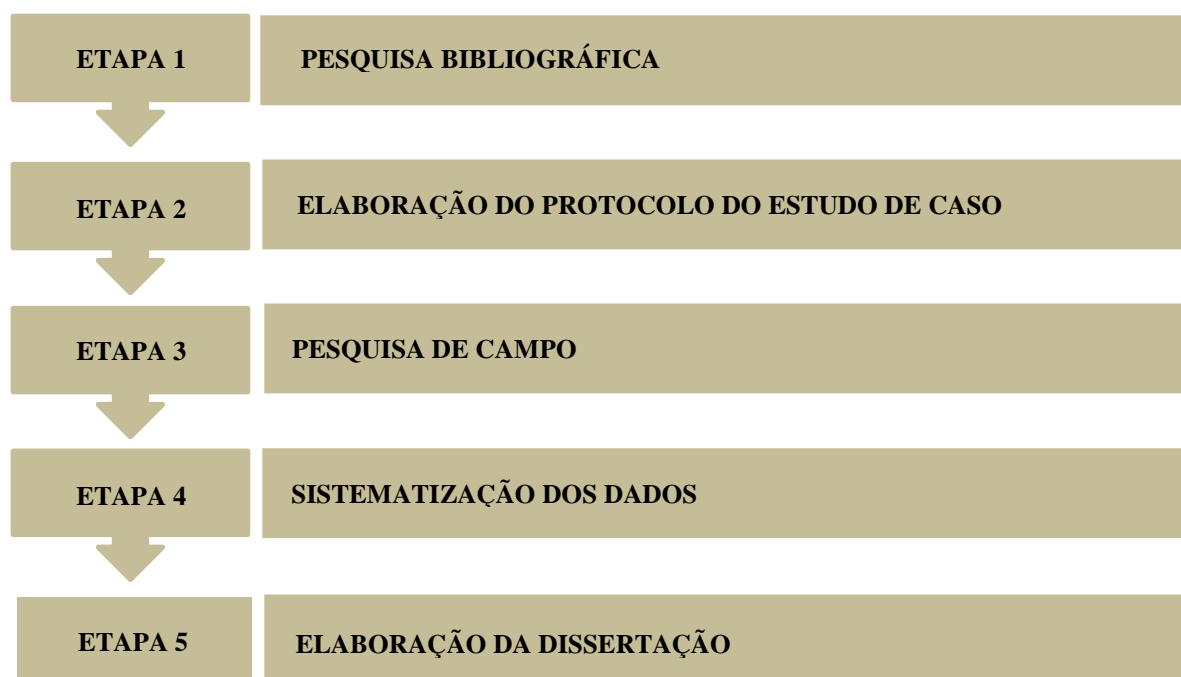 ETAPA 1
PESQUISA BIBLIOGRÁFICA
ETAPA 2
ELABORAÇÃO DO PROTOCOLO DO ESTUDO DE CASO
ETAPA 3
PESQUISA DE CAMPO
ETAPA 4
SISTEMATIZAÇÃO DOS DADOS
ETAPA 5
ELABORAÇÃO DA DISSERTAÇÃO